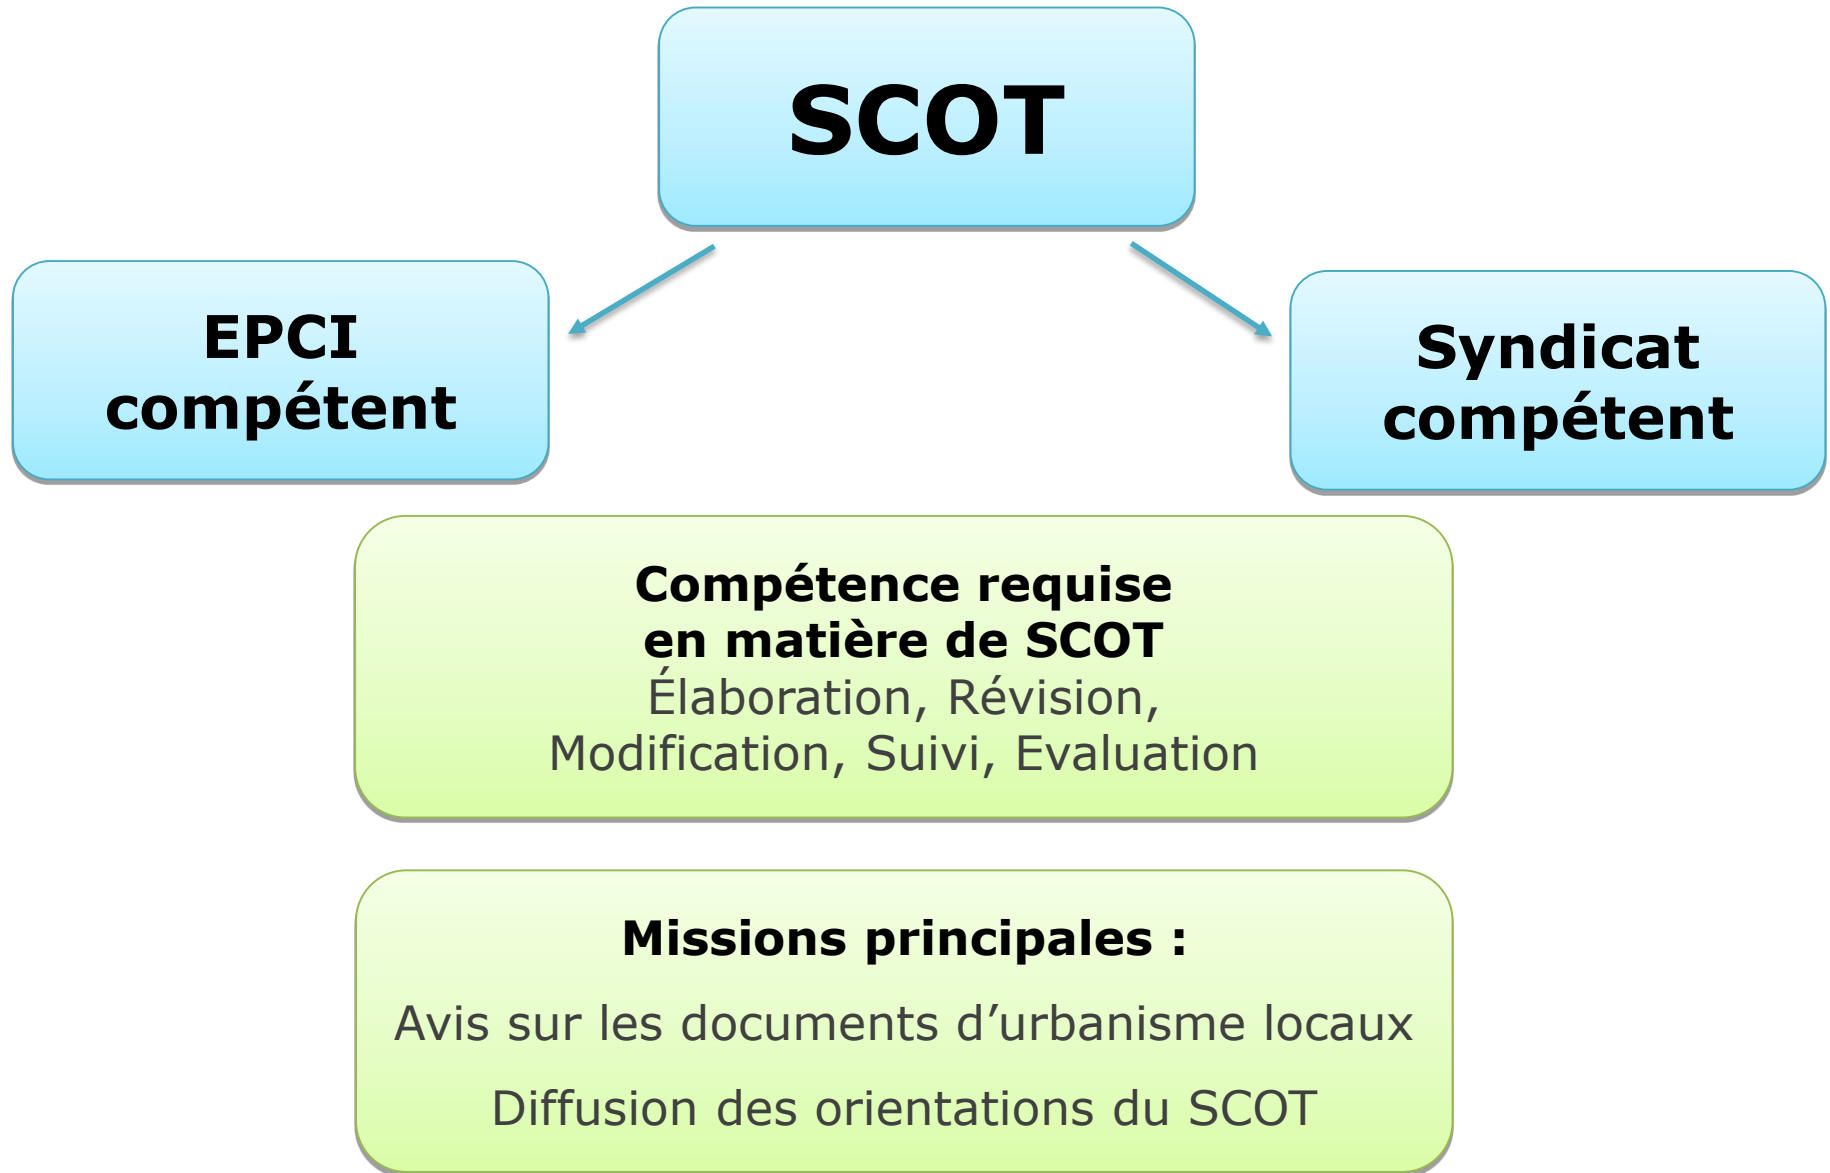 SCOT
EPCI
compétent
Syndicat
compétent
Compétence requise
en matière de SCOT
Élaboration, Révision,
Modification, Suivi, Evaluation
Missions principales :
Avis sur les documents d’urbanisme locaux
Diffusion des orientations du SCOT